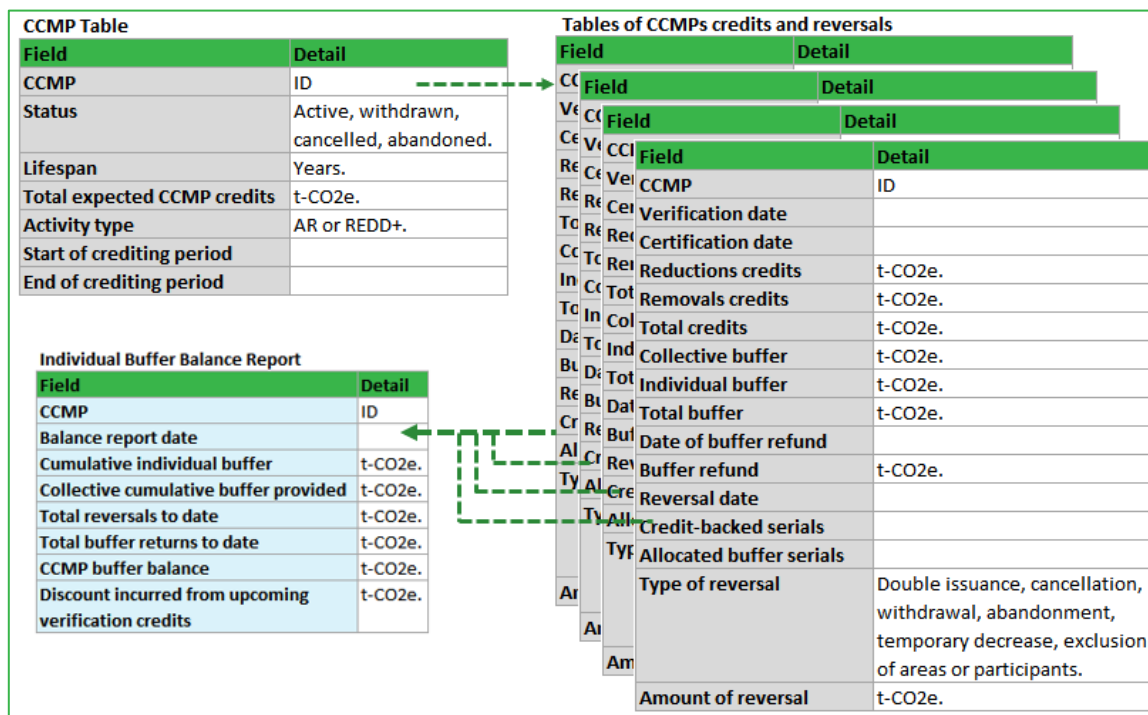 CCMP Table
Field Detail
CCMP ID
Status Active, withdrawn,
cancelled, abandoned.
Lifespan Years.
Total expected CCMP credits t-CO2e.
Activity type AR or REDD+.
Start of crediting period
End of crediting period
Individual Buffer Balance Report
Field Detail
CCMP ID
Balance report date
Cumulative individual buffer t-CO2e.
Collective cumulative buffer provided t-CO2e.
Total reversals to date t-CO2e.
Total buffer returns to date t-CO2e.
CCMP buffer balance t-CO2e.
Discount incurred from upcoming t-CO2e.
verification credits
Tables of CCMPs credits and reversals
Field Detail
Field Detail
Field Detail
Field Detail
CCMP ID
Verification date
Certification date
Reductions credits t-CO2e.
Removals credits t-CO2e.
Total credits t-CO2e.
Collective buffer t-CO2e.
Individual buffer t-CO2e.
Total buffer t-CO2e.
Date of buffer refund
Buffer refund t-CO2e.
Reversal date
Credit-backed serials
Allocated buffer serials
Type of reversal Double issuance, cancellation,
withdrawal, abandonment,
temporary decrease, exclusion
of areas or participants.
Amount of reversal t-CO2e.